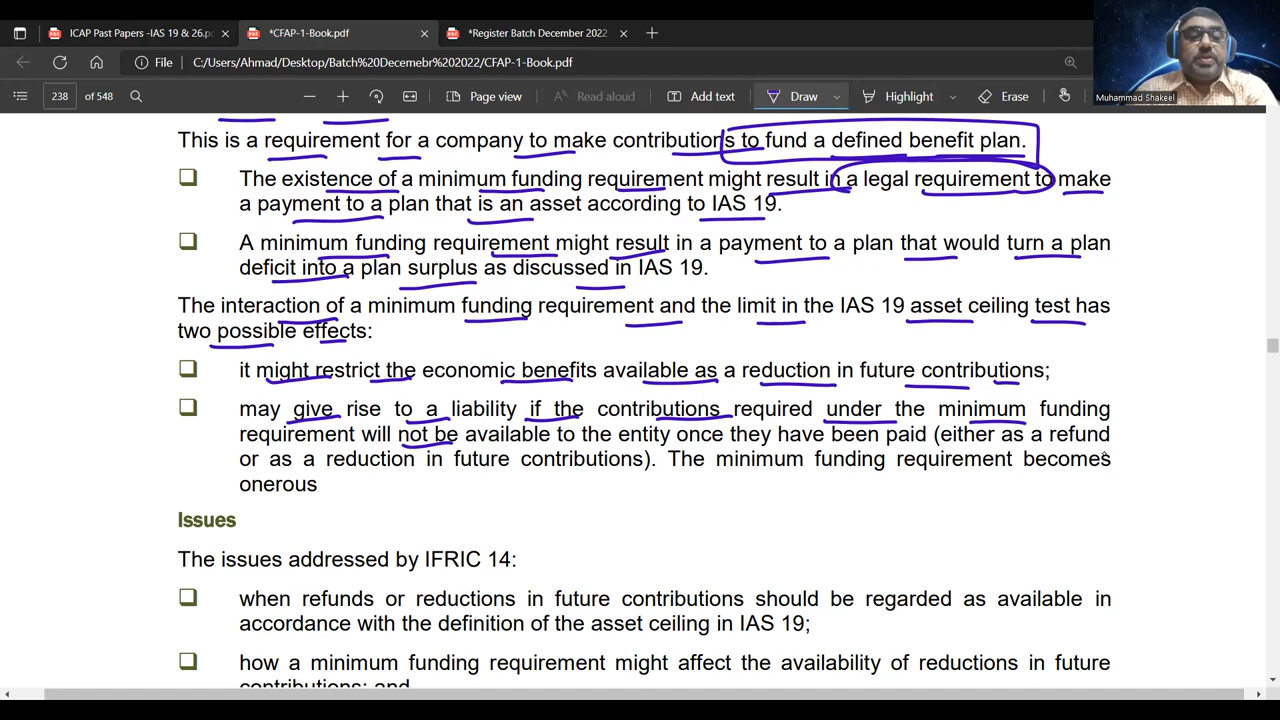 ICAP Past Papers -IAS 19 & 26.p
*CFAP-1-Book.pdf
*Register Batch December 2022
File
C:/Users/Ahmad/Desktop/Batch%20Decemebr%202022/CFAP-1-Book.pdf
238 of 548
Page view
Read aloud
Add text
Draw
Highlight
Erase
Muhammad Shakeel
This is a requirement for a company to make contributions to fund a defined benefit plan.
The existence of a minimum funding requirement might result in a legal requirement to make
a payment to a plan that is an asset according to IAS 19.
A minimum funding requirement might result in a payment to a plan that would turn a plan
deficit into a plan surplus as discussed in IAS 19.
The interaction of a minimum funding requirement and the limit in the IAS 19 asset ceiling test has
two possible effects:
it might restrict the economic benefits available as a reduction in future contributions;
may give rise to a liability if the contributions required under the minimum funding
requirement will not be available to the entity once they have been paid (either as a refund
or as a reduction in future contributions). The minimum funding requirement becomes
onerous
Issues
The issues addressed by IFRIC 14:
when refunds or reductions in future contributions should be regarded as available in
accordance with the definition of the asset ceiling in IAS 19;
how a minimum funding requirement might affect the availability of reductions in future
contributions; and